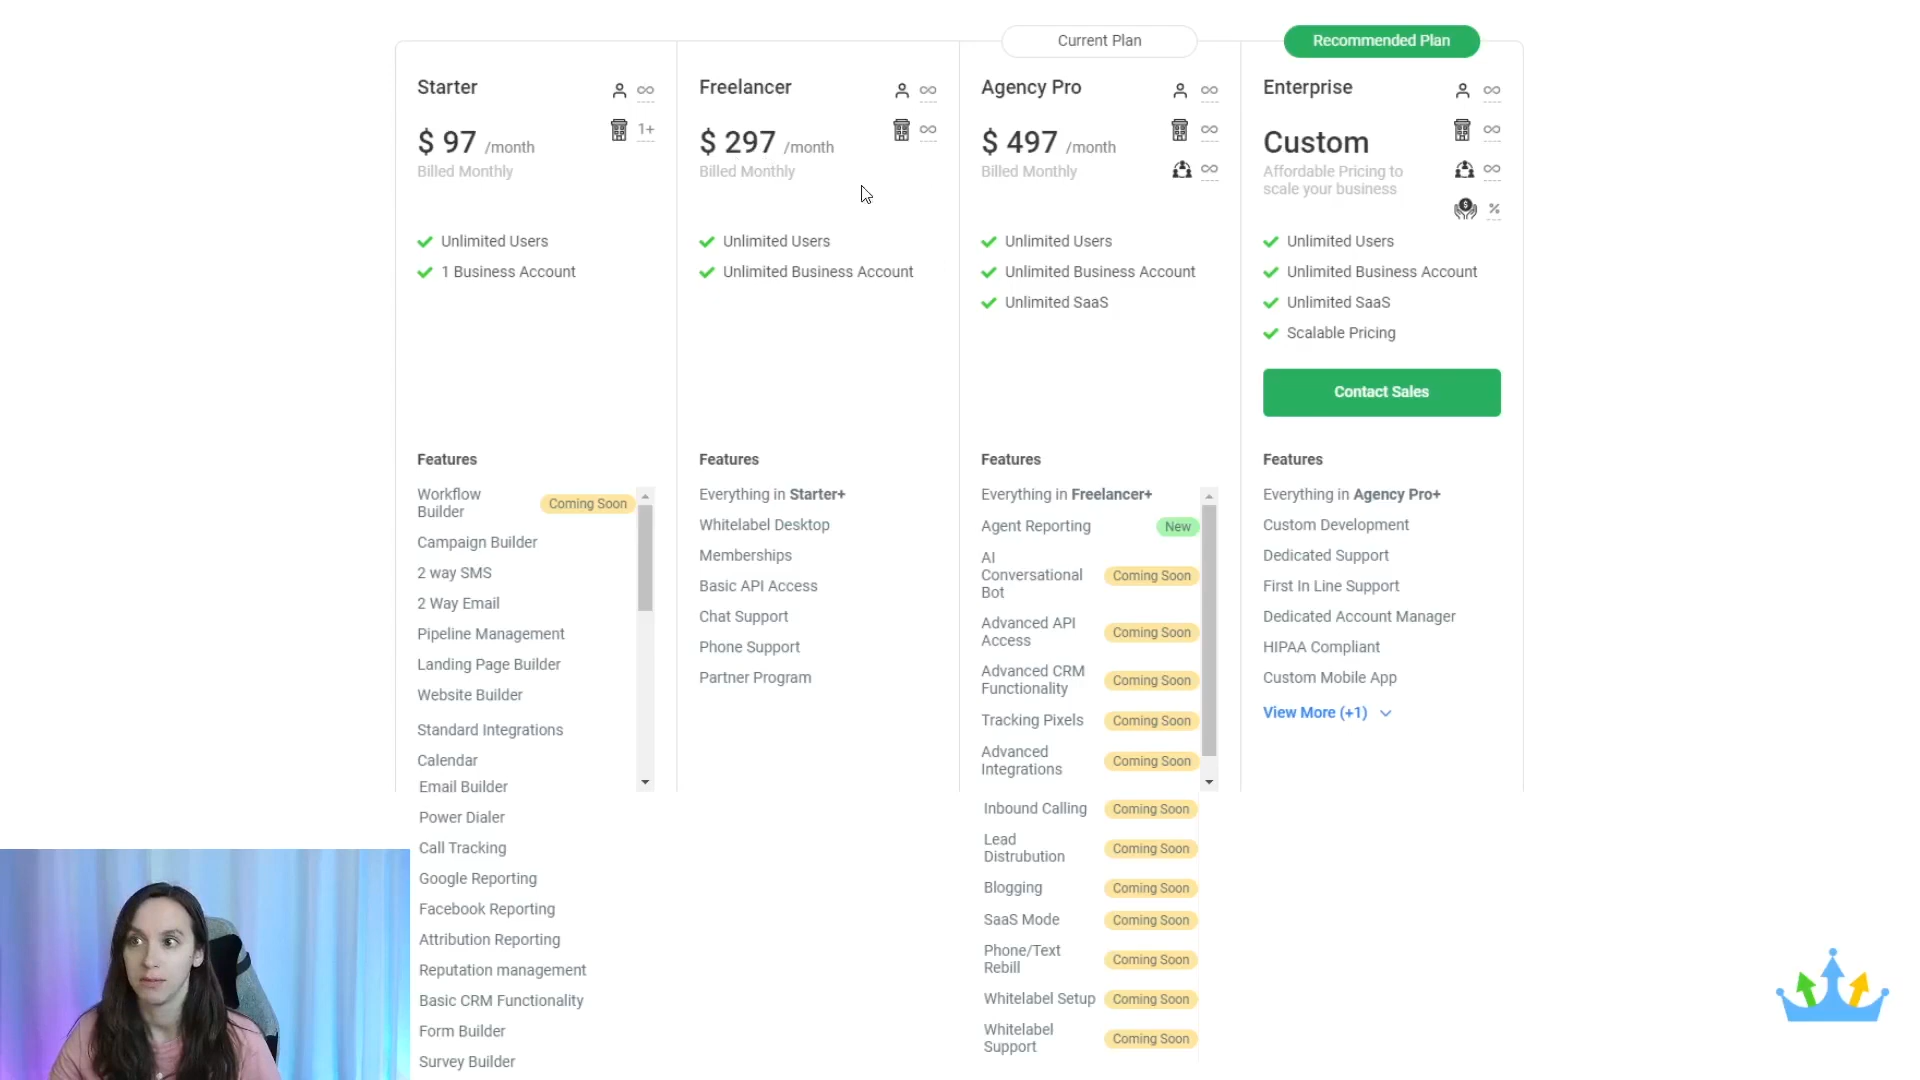 Current Plan
Recommended Plan
Starter
∞
1+
$ 97 /month
Billed Monthly
Unlimited Users
1 Business Account
Features
Workflow
Builder
Coming Soon
Campaign Builder
2 way SMS
2 Way Email
Pipeline Management
Landing Page Builder
Website Builder
Standard Integrations
Calendar
Email Builder
Power Dialer
Call Tracking
Google Reporting
Facebook Reporting
Attribution Reporting
Reputation management
Basic CRM Functionality
Form Builder
Survey Builder
Freelancer
∞
∞
$ 297 /month
Billed Monthly
Unlimited Users
Unlimited Business Account
Features
Everything in Starter+
Whitelabel Desktop
Memberships
Basic API Access
Chat Support
Phone Support
Partner Program
Agency Pro
∞
∞
∞
$ 497 /month
Billed Monthly
Unlimited Users
Unlimited Business Account
Unlimited SaaS
Features
Everything in Freelancer+
Agent Reporting New
AI
Conversational
Bot
Coming Soon
Advanced API
Access
Coming Soon
Advanced CRM
Functionality
Coming Soon
Tracking Pixels Coming Soon
Advanced
Integrations
Coming Soon
Inbound Calling Coming Soon
Lead
Distrubution
Coming Soon
Blogging Coming Soon
SaaS Mode Coming Soon
Phone/Text
Rebill
Coming Soon
Whitelabel Setup Coming Soon
Whitelabel
Support
Coming Soon
Enterprise
∞
∞
∞
$ %
Custom
Affordable Pricing to
scale your business
Unlimited Users
Unlimited Business Account
Unlimited SaaS
Scalable Pricing
Contact Sales
Features
Everything in Agency Pro+
Custom Development
Dedicated Support
First In Line Support
Dedicated Account Manager
HIPAA Compliant
Custom Mobile App
View More (+1)